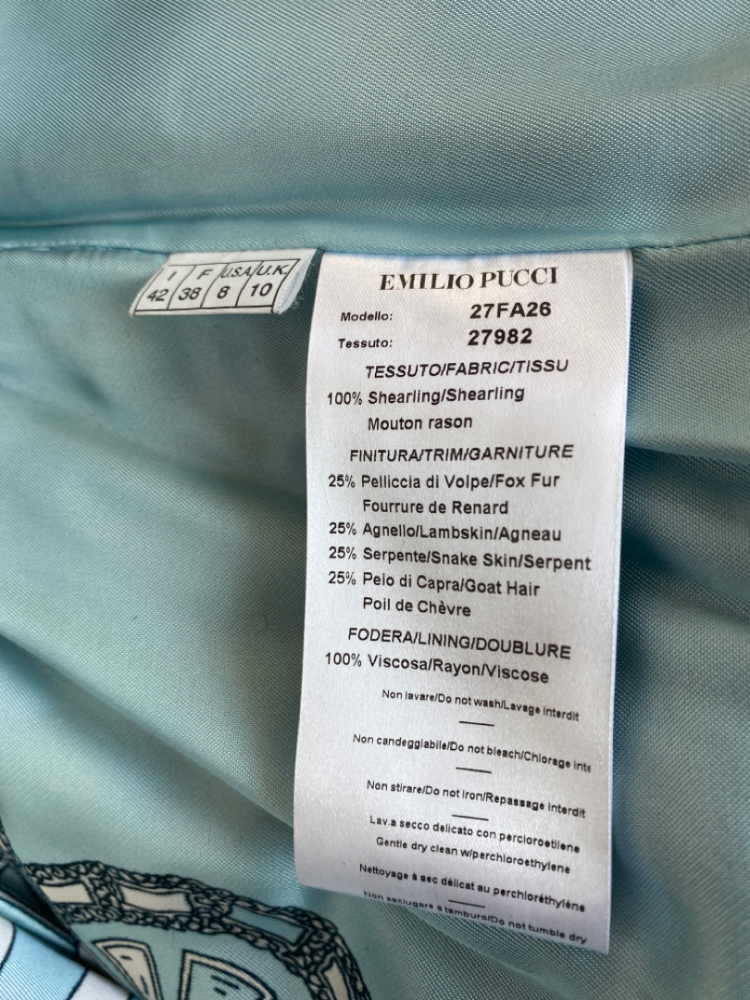 I F U.S.A. U.K.
42 38 8 10
EMILIO PUCCI
Modello: 27FA26
Tessuto: 27982
TESSUTO/FABRIC/TISSU
100% Shearling/Shearling
Mouton rason
FINITURA/TRIM/GARNITURE
25% Pelliccia di Volpe/Fox Fur
Fourrure de Renard
25% Agnello/Lambskin/Agneau
25% Serpente/Snake Skin/Serpent
25% Pelo di Capra/Goat Hair
Poil de Chèvre
FODERA/LINING/DOUBLURE
100% Viscosa/Rayon/Viscose
Non lavare/Do not wash/Lavage interdit
Non candeggiabile/Do not bleach/Chlorage inte
Non stirare/Do not iron/Repassage interdit
Lav.a secco delicato con percloroetilene
Gentle dry clean w/perchloroethylene
Nettoyage à sec délicat au perchloréthylène
Non asciugare a tamburo/Do not tumble dry